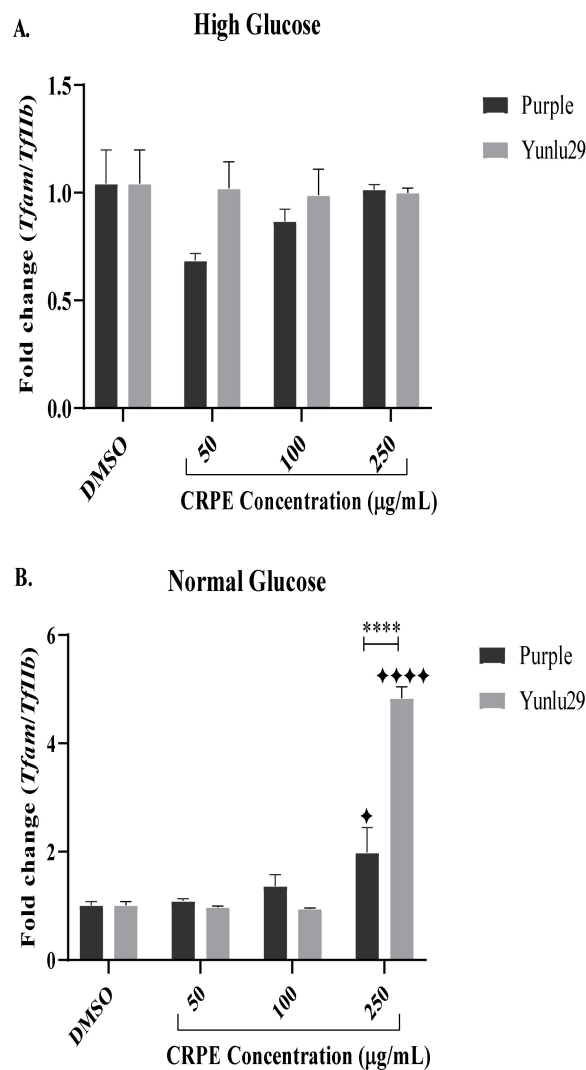 A.
High Glucose
Fold change (Tfam/TfIIb)
1.5
1.0
0.5
0.0
Purple
Yunlu29
DMSO
50
100
250
CRPE Concentration (μg/mL)
B.
Normal Glucose
Fold change (Tfam/TfIIb)
6
4
2
0
****
✦✦✦✦
✦
Purple
Yunlu29
DMSO
50
100
250
CRPE Concentration (μg/mL)